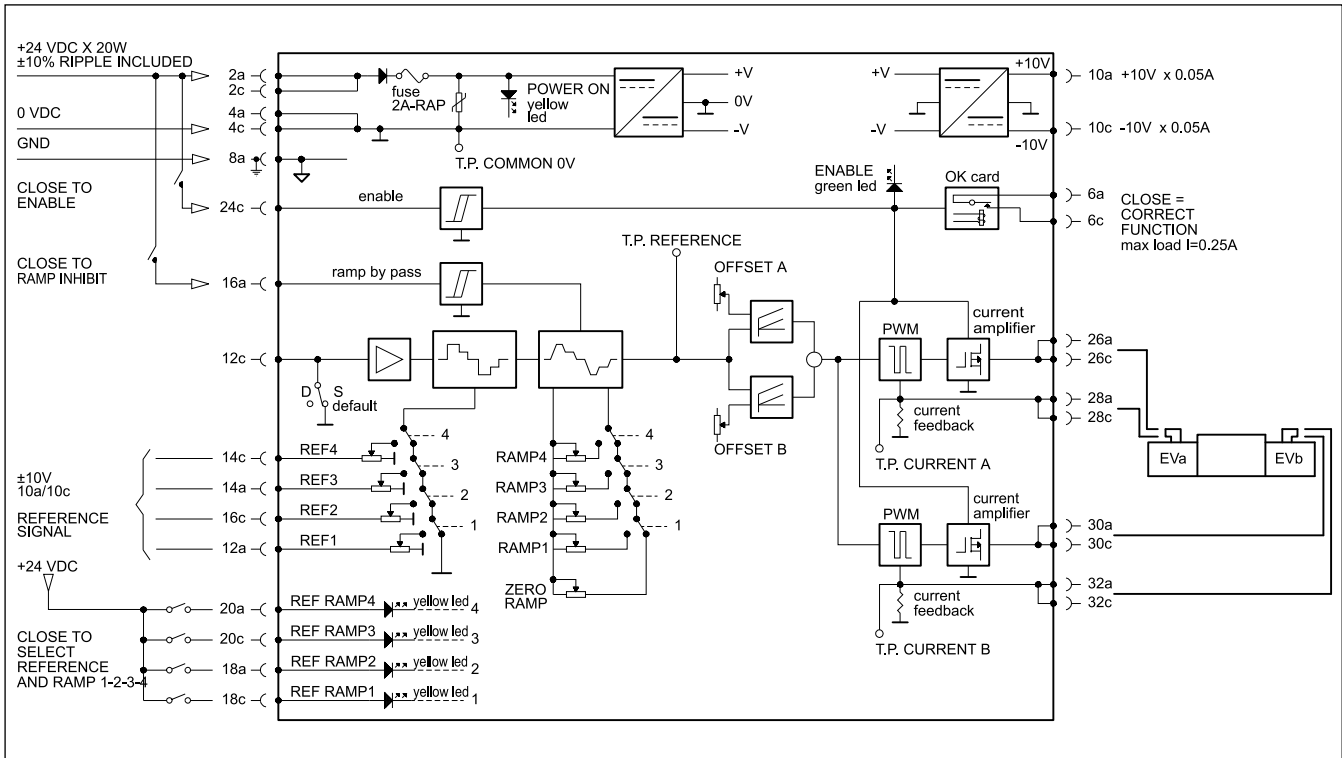 +24 VDC X 20W
±10% RIPPLE INCLUDED
0 VDC
GND
CLOSE TO
ENABLE
CLOSE TO
RAMP INHIBIT
±10V
10a/10c
REFERENCE
SIGNAL
+24 VDC
CLOSE TO
SELECT
REFERENCE
AND RAMP 1-2-3-4
2a
2c
4a
4c
8a
24c
16a
12c
14c
14a
16c
12a
20a
20c
18a
18c
fuse
2A-RAP
POWER ON
yellow
led
T.P. COMMON 0V
+V
0V
-V
+V
-V
+10V
-10V
enable
ramp by pass
ENABLE
green led
OK card
T.P. REFERENCE
OFFSET A
OFFSET B
D
S
default
REF4
REF3
REF2
REF1
4
3
2
1
RAMP4
RAMP3
RAMP2
RAMP1
ZERO
RAMP
4
3
2
1
REF RAMP4 yellow led 4
REF RAMP3 yellow led 3
REF RAMP2 yellow led 2
REF RAMP1 yellow led 1
PWM
current
amplifier
current
feedback
T.P. CURRENT A
PWM
current
amplifier
current
feedback
T.P. CURRENT B
10a +10V x 0.05A
10c -10V x 0.05A
6a
6c
CLOSE =
CORRECT
FUNCTION
max load I=0.25A
26a
26c
28a
28c
30a
30c
32a
32c
EVa
EVb